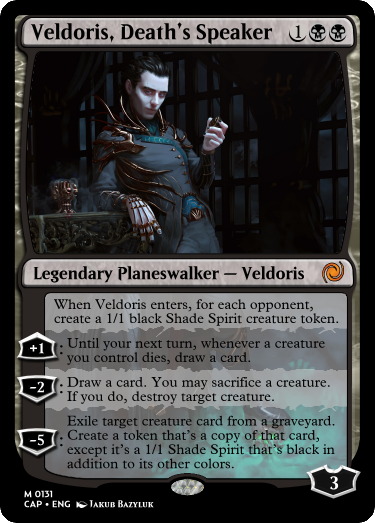 Veldoris, Death's Speaker 1
Legendary Planeswalker — Veldoris
When Veldoris enters, for each opponent,
create a 1/1 black Shade Spirit creature token.
+1: Until your next turn, whenever a creature
you control dies, draw a card.
-2: Draw a card. You may sacrifice a creature.
If you do, destroy target creature.
Exile target creature card from a graveyard.
-5: Create a token that's a copy of that card,
except it's a 1/1 Shade Spirit that's black in
addition to its other colors.
3
M 0131
CAP • ENG Jakub Bazyluk